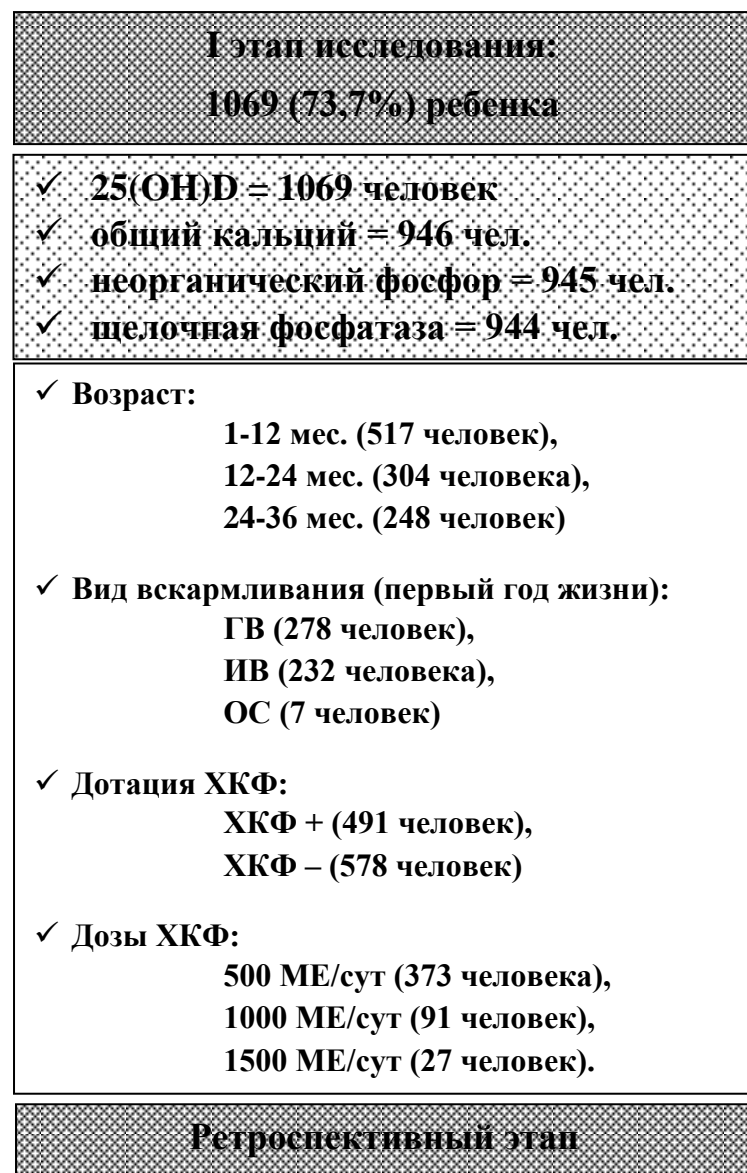 I этап исследования:
1069 (73,7%) ребенка
✓ 25(ОН)D = 1069 человек
✓ общий кальций = 946 чел.
✓ неорганический фосфор = 945 чел.
✓ щелочная фосфатаза = 944 чел.
✓ Возраст:
1-12 мес. (517 человек),
12-24 мес. (304 человека),
24-36 мес. (248 человек)
✓ Вид вскармливания (первый год жизни):
ГВ (278 человек),
ИВ (232 человека),
ОС (7 человек)
✓ Дотация ХКФ:
ХКФ + (491 человек),
ХКФ – (578 человек)
✓ Дозы ХКФ:
500 МЕ/сут (373 человека),
1000 МЕ/сут (91 человек),
1500 МЕ/сут (27 человек).
Ретроспективный этап